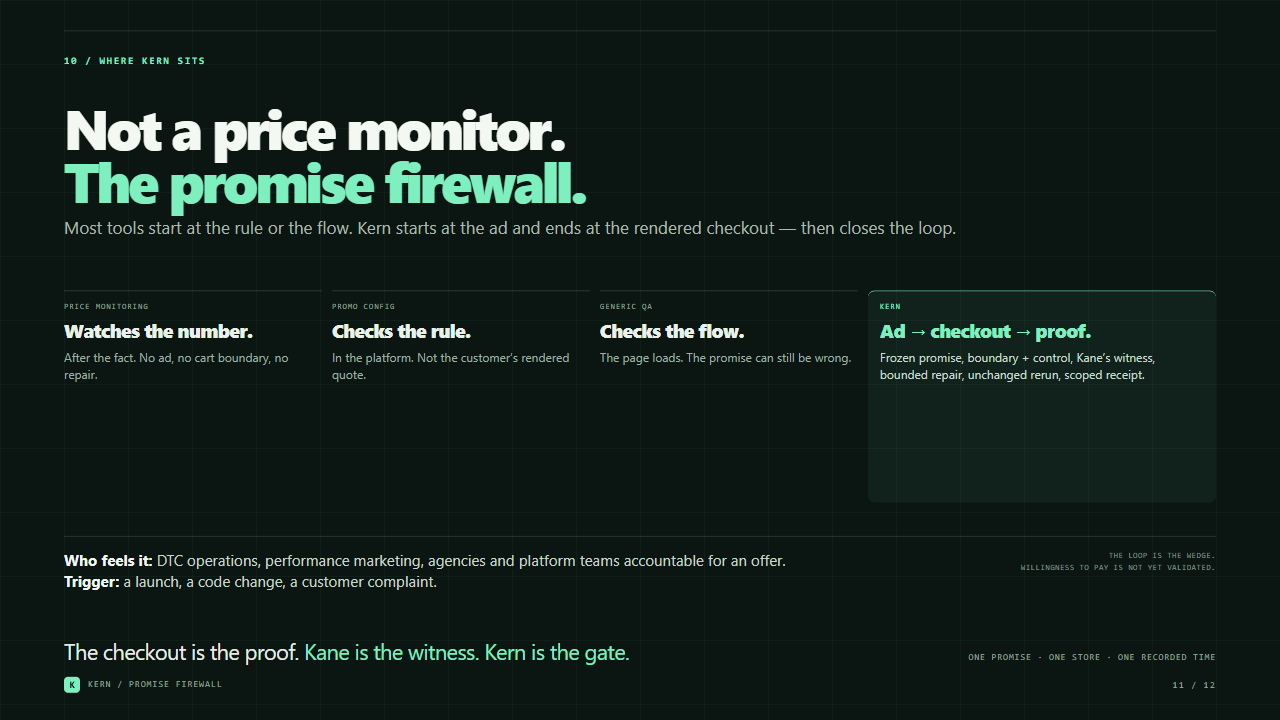 10 / WHERE KERN SITS
Not a price monitor.
The promise firewall.
Most tools start at the rule or the flow. Kern starts at the ad and ends at the rendered checkout — then closes the loop.
PRICE MONITORING
Watches the number.
After the fact. No ad, no cart boundary, no
repair.
PROMO CONFIG
Checks the rule.
In the platform. Not the customer's rendered
quote.
GENERIC QA
Checks the flow.
The page loads. The promise can still be wrong.
KERN
Ad → checkout → proof.
Frozen promise, boundary + control, Kane's witness,
bounded repair, unchanged rerun, scoped receipt.
Who feels it: DTC operations, performance marketing, agencies and platform teams accountable for an offer.
Trigger: a launch, a code change, a customer complaint.
THE LOOP IS THE WEDGE.
WILLINGNESS TO PAY IS NOT YET VALIDATED.
The checkout is the proof. Kane is the witness. Kern is the gate.
ONE PROMISE · ONE STORE · ONE RECORDED TIME
K KERN / PROMISE FIREWALL
11 / 12